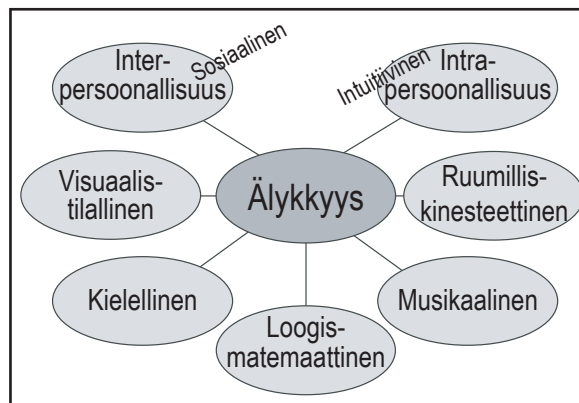 Inter-
persoonallisuus
Sosiaalinen
Intuitiivinen
Intra-
persoonallisuus
Visuaalis-
tilallinen
Älykkyys
Ruumillis-
kinesteettinen
Kielellinen
Musikaalinen
Loogis-
matemaattinen